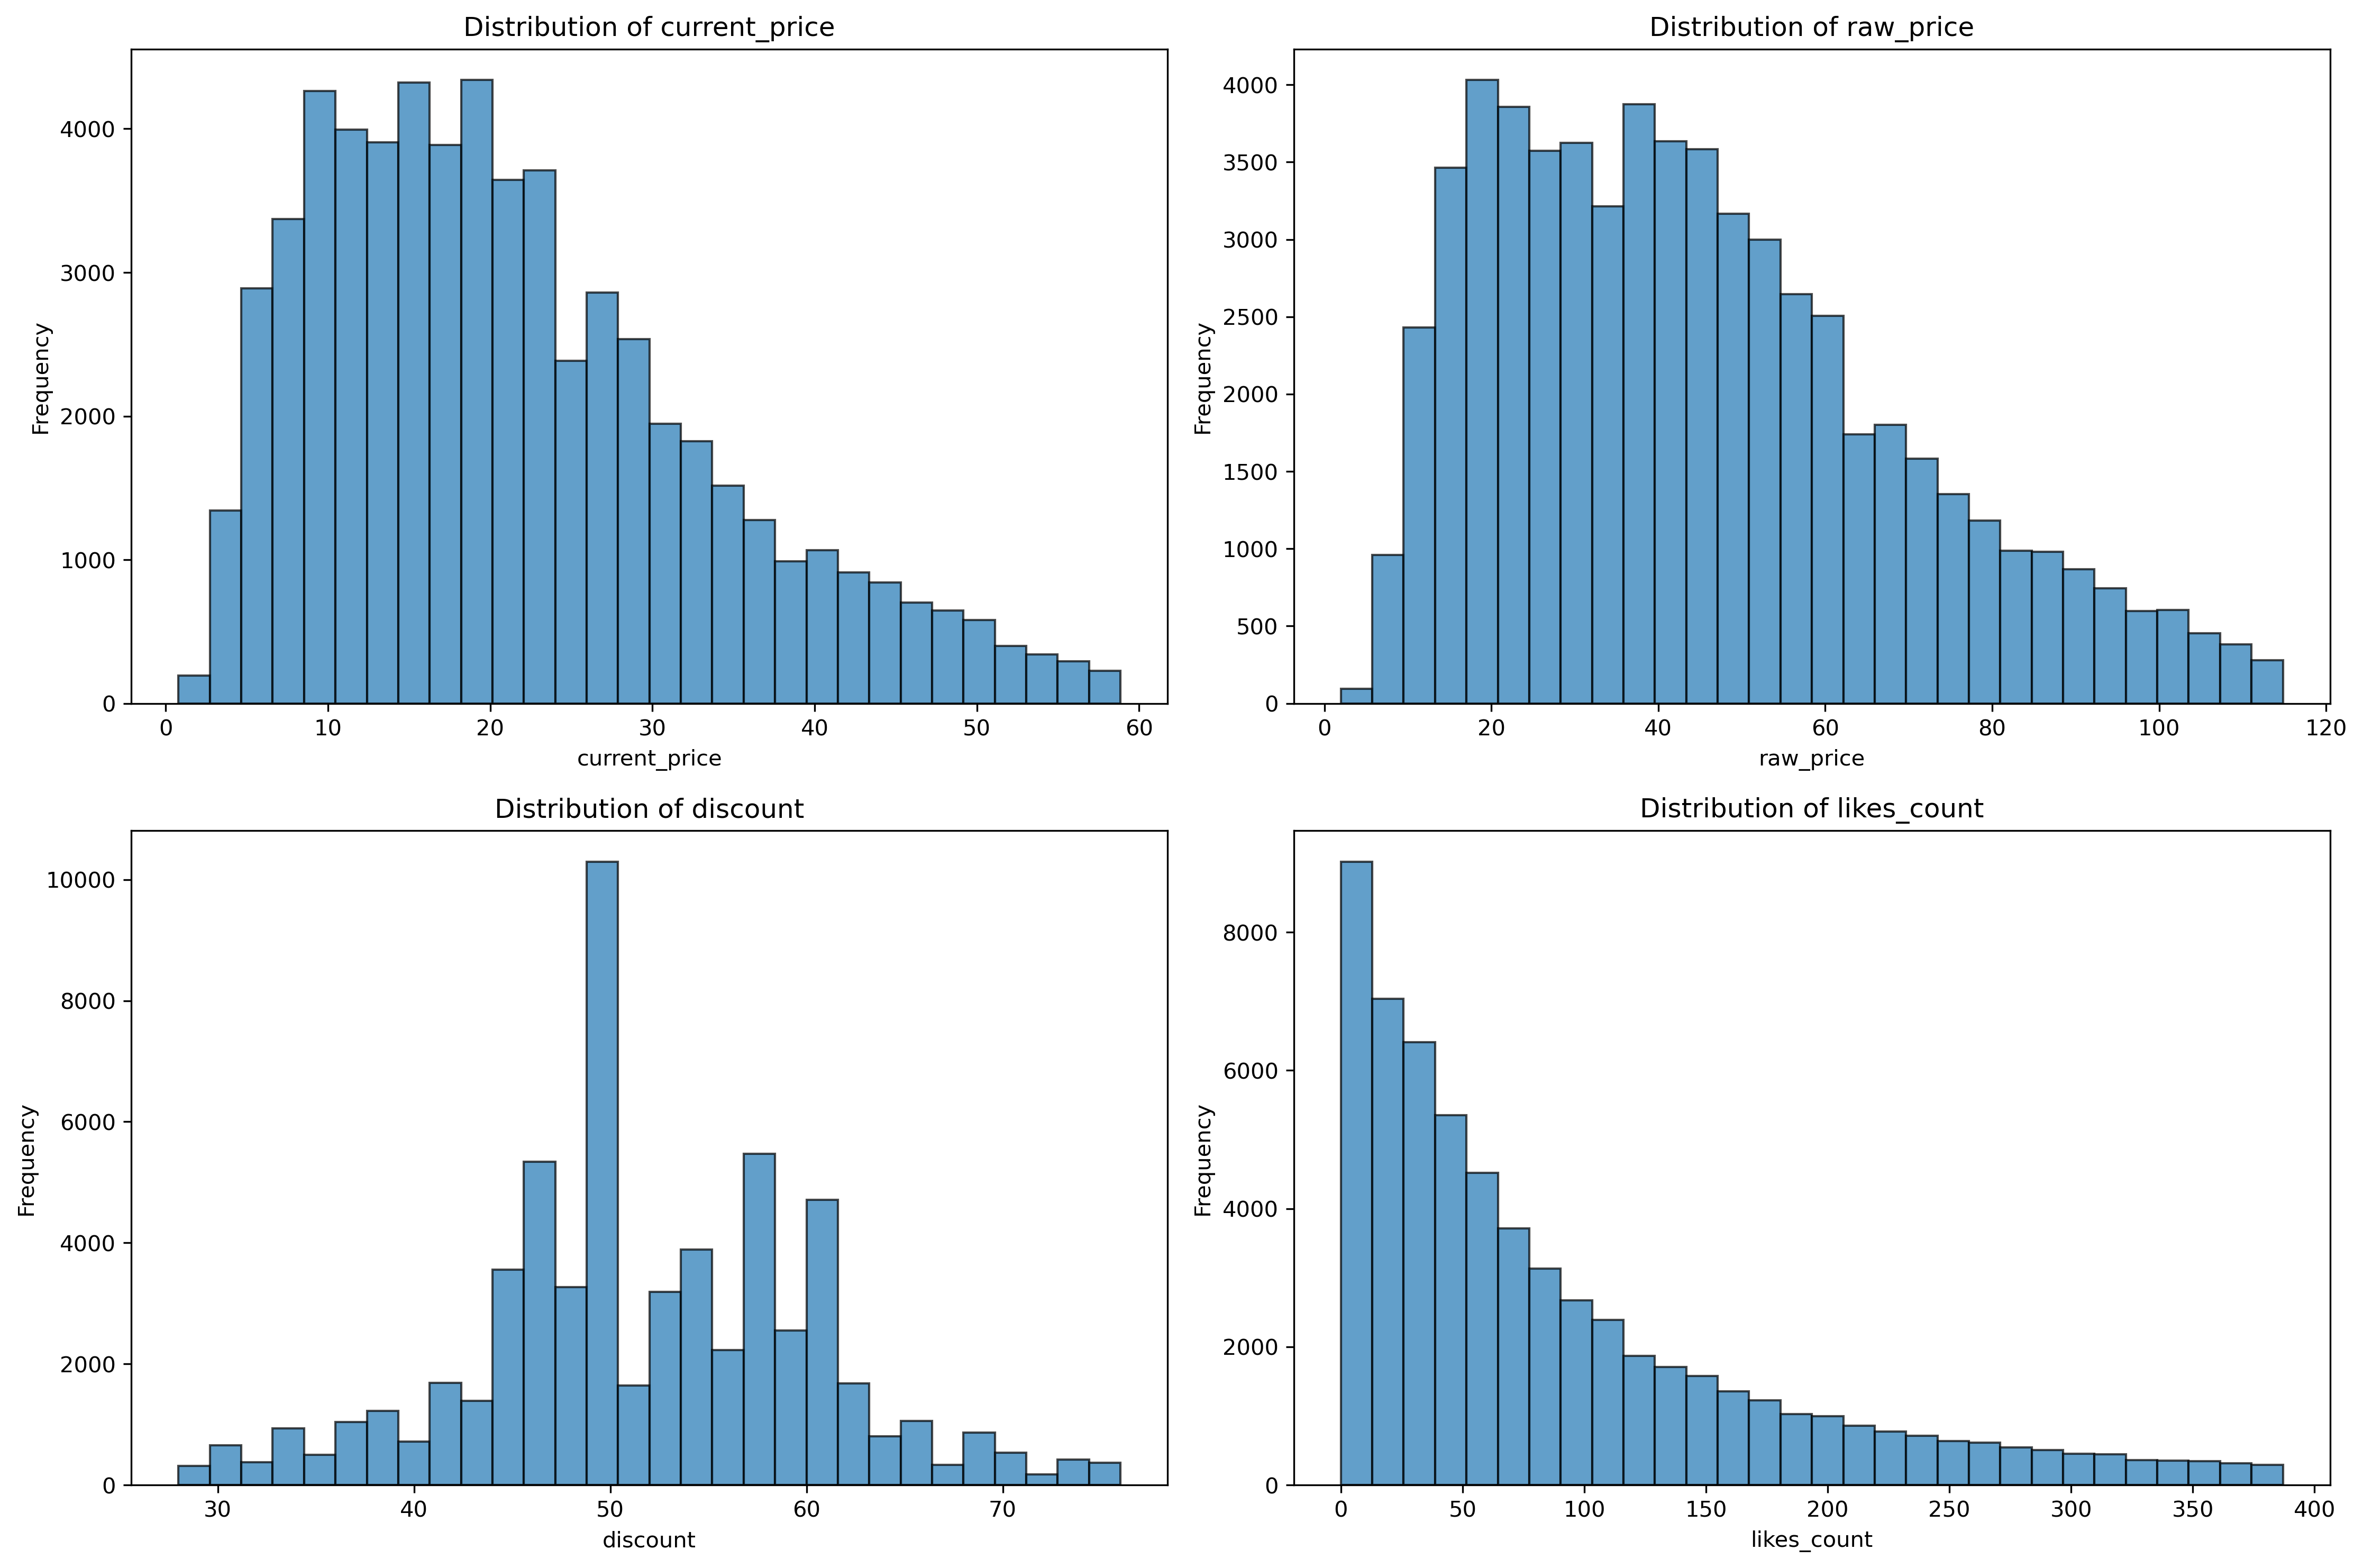 Distribution of current_price
4000
3000
2000
1000
0
Frequency
0 10 20 30 40 50 60
current_price
Distribution of raw_price
4000
3500
3000
2500
2000
1500
1000
500
0
Frequency
0 20 40 60 80 100 120
raw_price
Distribution of discount
10000
8000
6000
4000
2000
0
Frequency
30 40 50 60 70
discount
Distribution of likes_count
8000
6000
4000
2000
0
Frequency
0 50 100 150 200 250 300 350 400
likes_count